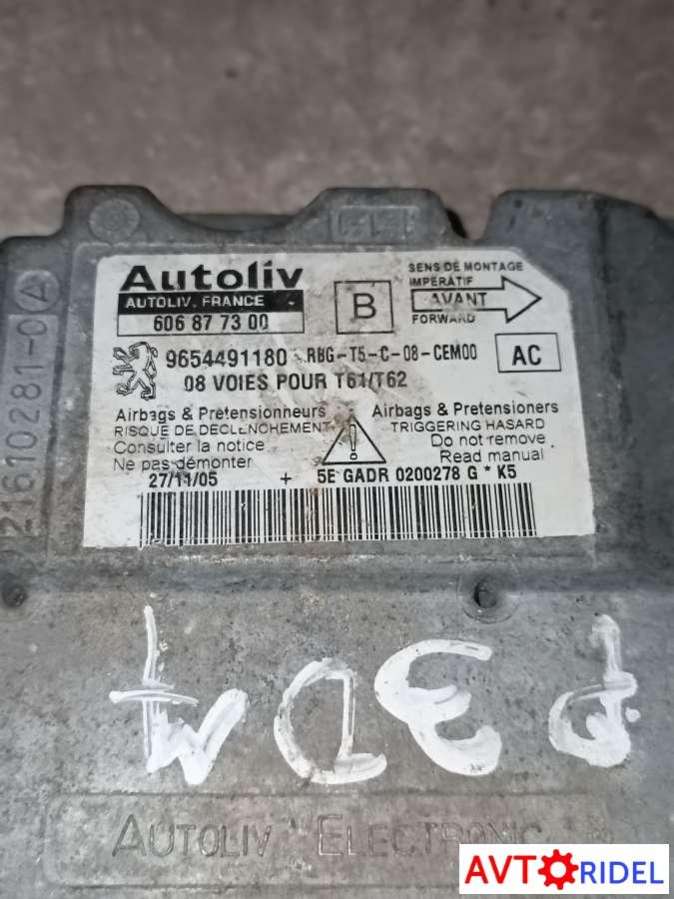 Autoliv
AUTOLIV, FRANCE
606 87 73 00
B
SENS DE MONTAGE
IMPÉRATIF
AVANT
FORWARD
9654491180 RBG-T5-C-08-CEM00
AC
08 VOIES POUR T61/T62
Airbags & Pretensionneurs
RISQUE DE DECLENCHEMENT
Consulter la notice
Ne pas démonter
Airbags & Pretensioners
TRIGGERING HASARD
Do not remove
Read manual
27/11/05 + 5E GADR 0200278 G * K5
21610281-0 A
AUTOLIV ELECTRONIC
AVTORIDEL